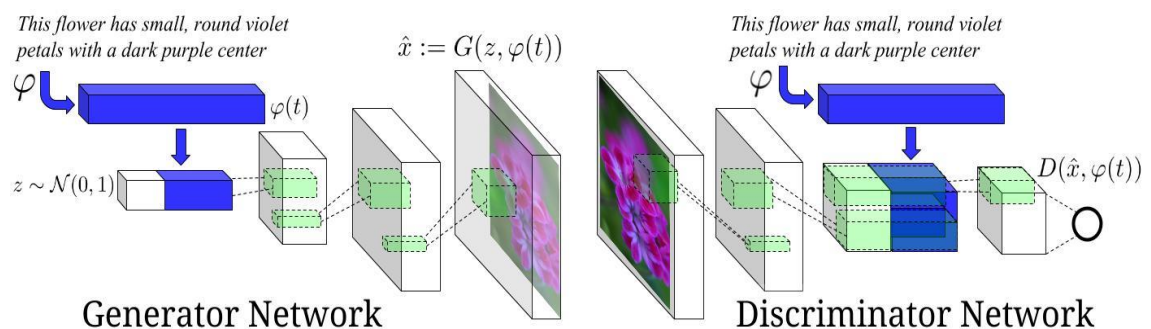 This flower has small, round violet
petals with a dark purple center
φ
φ(t)
z ∼ 𝒩(0, 1)
x̂ := G(z, φ(t))
Generator Network
This flower has small, round violet
petals with a dark purple center
φ
D(x̂, φ(t))
Discriminator Network